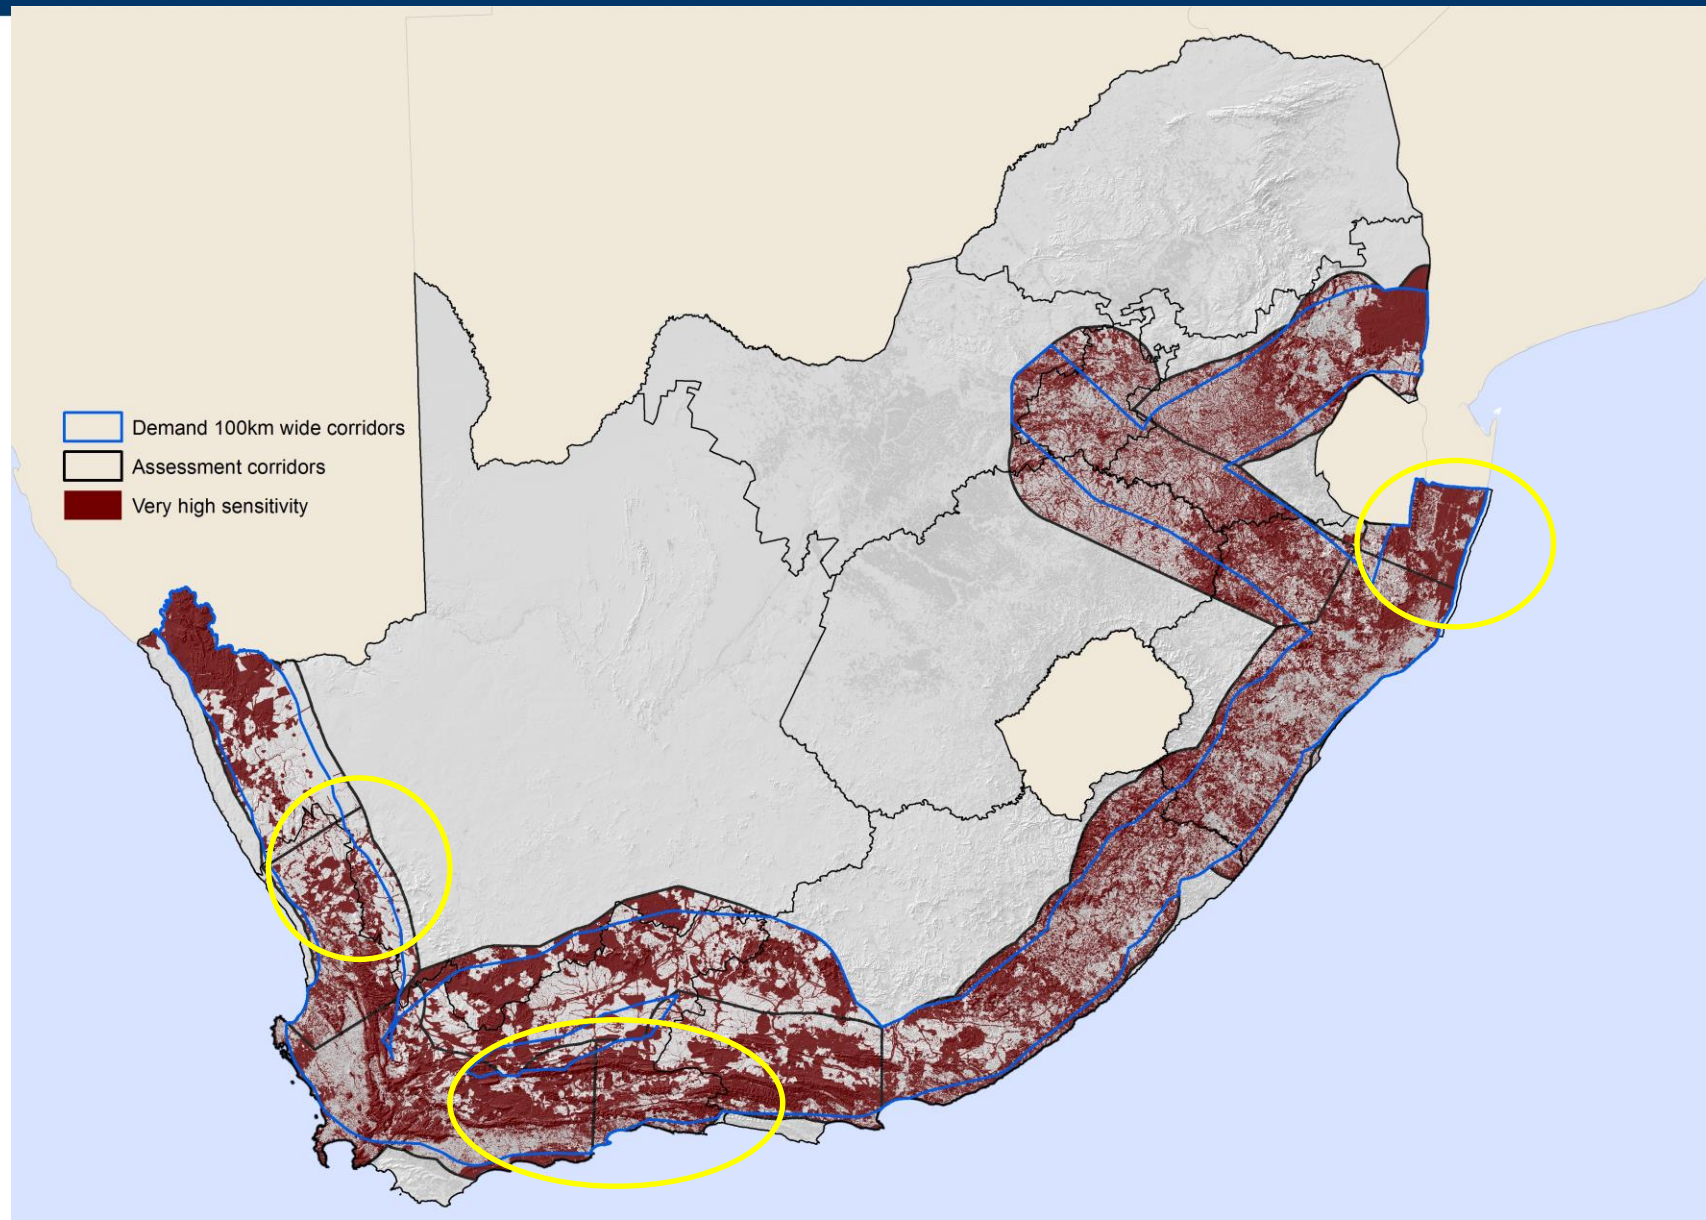 Demand 100km wide corridors
Assessment corridors
Very high sensitivity